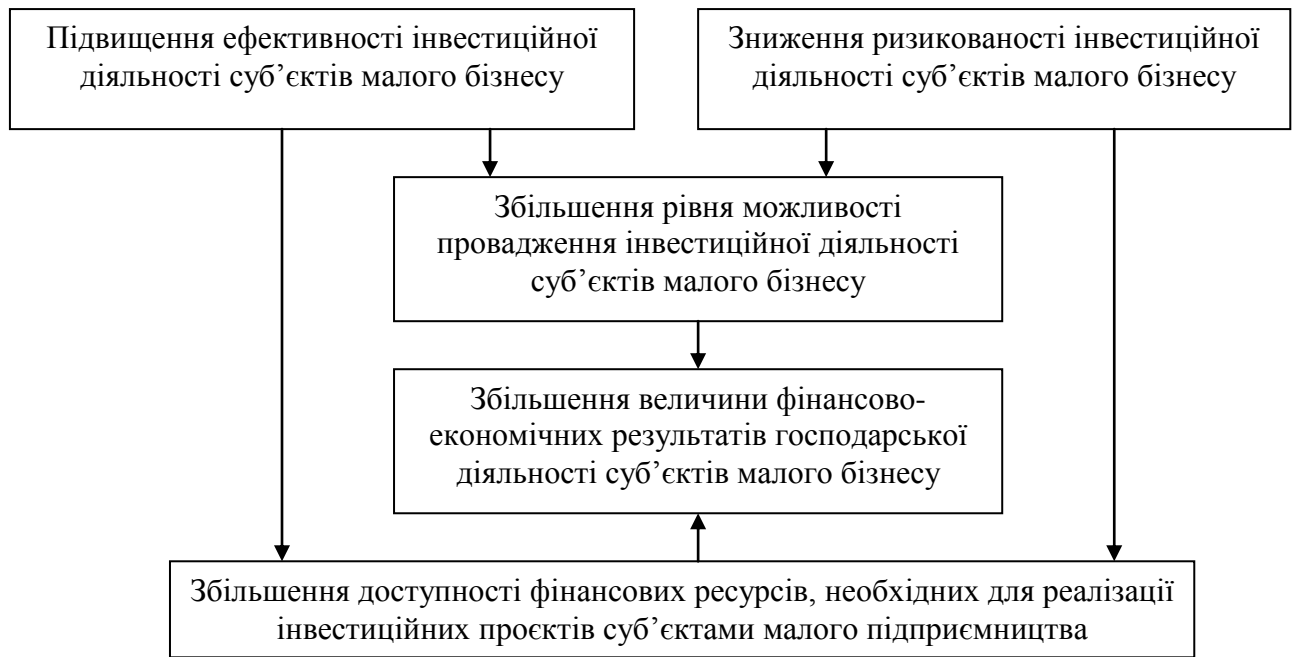 Підвищення ефективності інвестиційної
діяльності суб’єктів малого бізнесу
Зниження ризикованості інвестиційної
діяльності суб’єктів малого бізнесу
Збільшення рівня можливості
провадження інвестиційної діяльності
суб’єктів малого бізнесу
Збільшення величини фінансово-
економічних результатів господарської
діяльності суб’єктів малого бізнесу
Збільшення доступності фінансових ресурсів, необхідних для реалізації
інвестиційних проєктів суб’єктами малого підприємництва